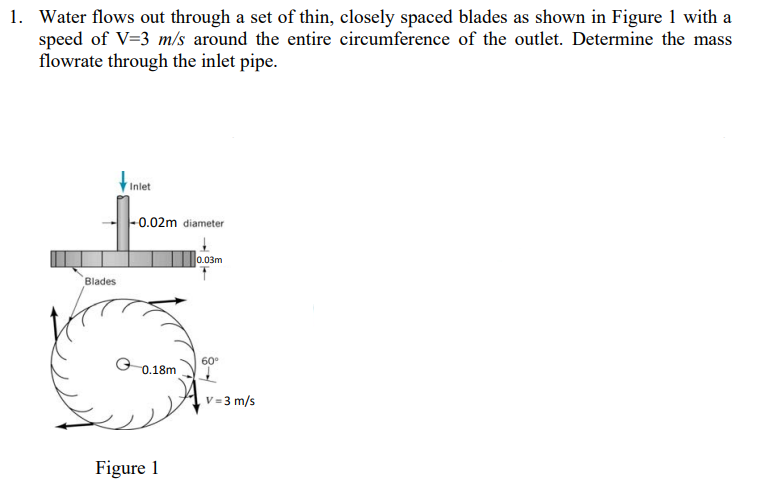 1. Water flows out through a set of thin, closely spaced blades as shown in Figure 1 with a
speed of V=3 m/s around the entire circumference of the outlet. Determine the mass
flowrate through the inlet pipe.
Inlet
0.02m diameter
0.03m
Blades
60°
0.18m
V = 3 m/s
Figure 1